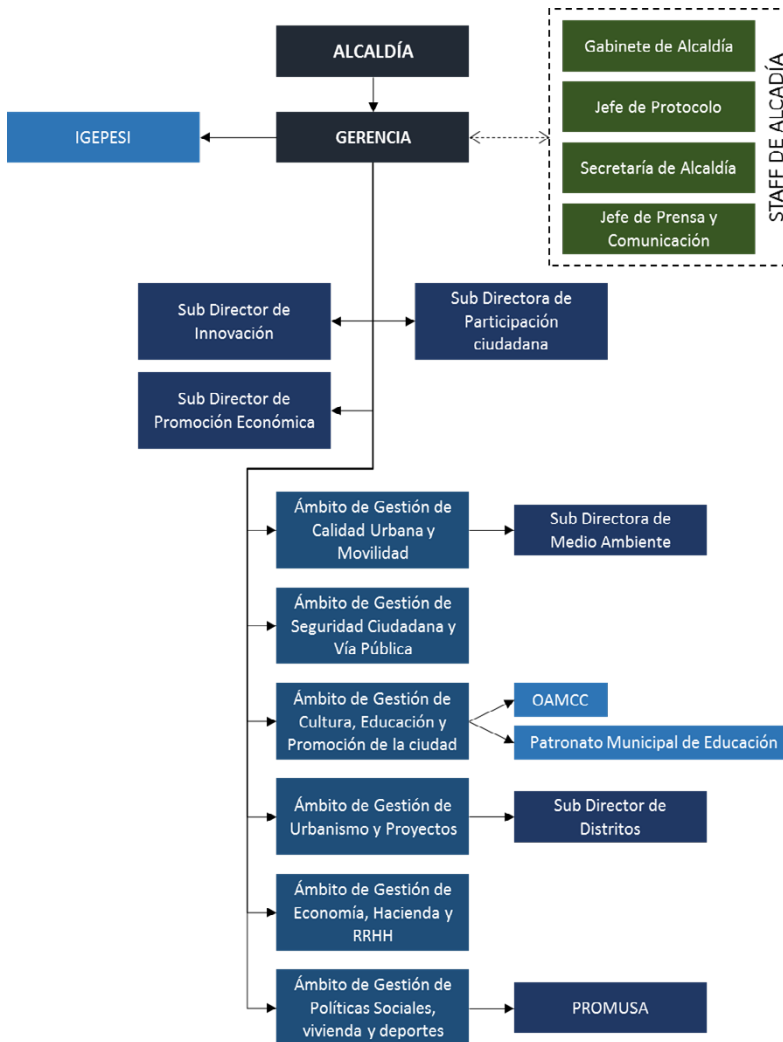 ALCALDÍA
Gabinete de Alcaldía
Jefe de Protocolo
Secretaría de Alcaldía
Jefe de Prensa y
Comunicación
STAFF DE ALCADÍA
IGEPESI
GERENCIA
Sub Director de
Innovación
Sub Directora de
Participación
ciudadana
Sub Director de
Promoción Económica
Ámbito de Gestión de
Calidad Urbana y
Movilidad
Sub Directora de
Medio Ambiente
Ámbito de Gestión de
Seguridad Ciudadana y
Vía Pública
Ámbito de Gestión de
Cultura, Educación y
Promoción de la ciudad
OAMCC
Patronato Municipal de Educación
Ámbito de Gestión de
Urbanismo y Proyectos
Sub Director de
Distritos
Ámbito de Gestión de
Economía, Hacienda y
RRHH
Ámbito de Gestión de
Políticas Sociales,
vivienda y deportes
PROMUSA